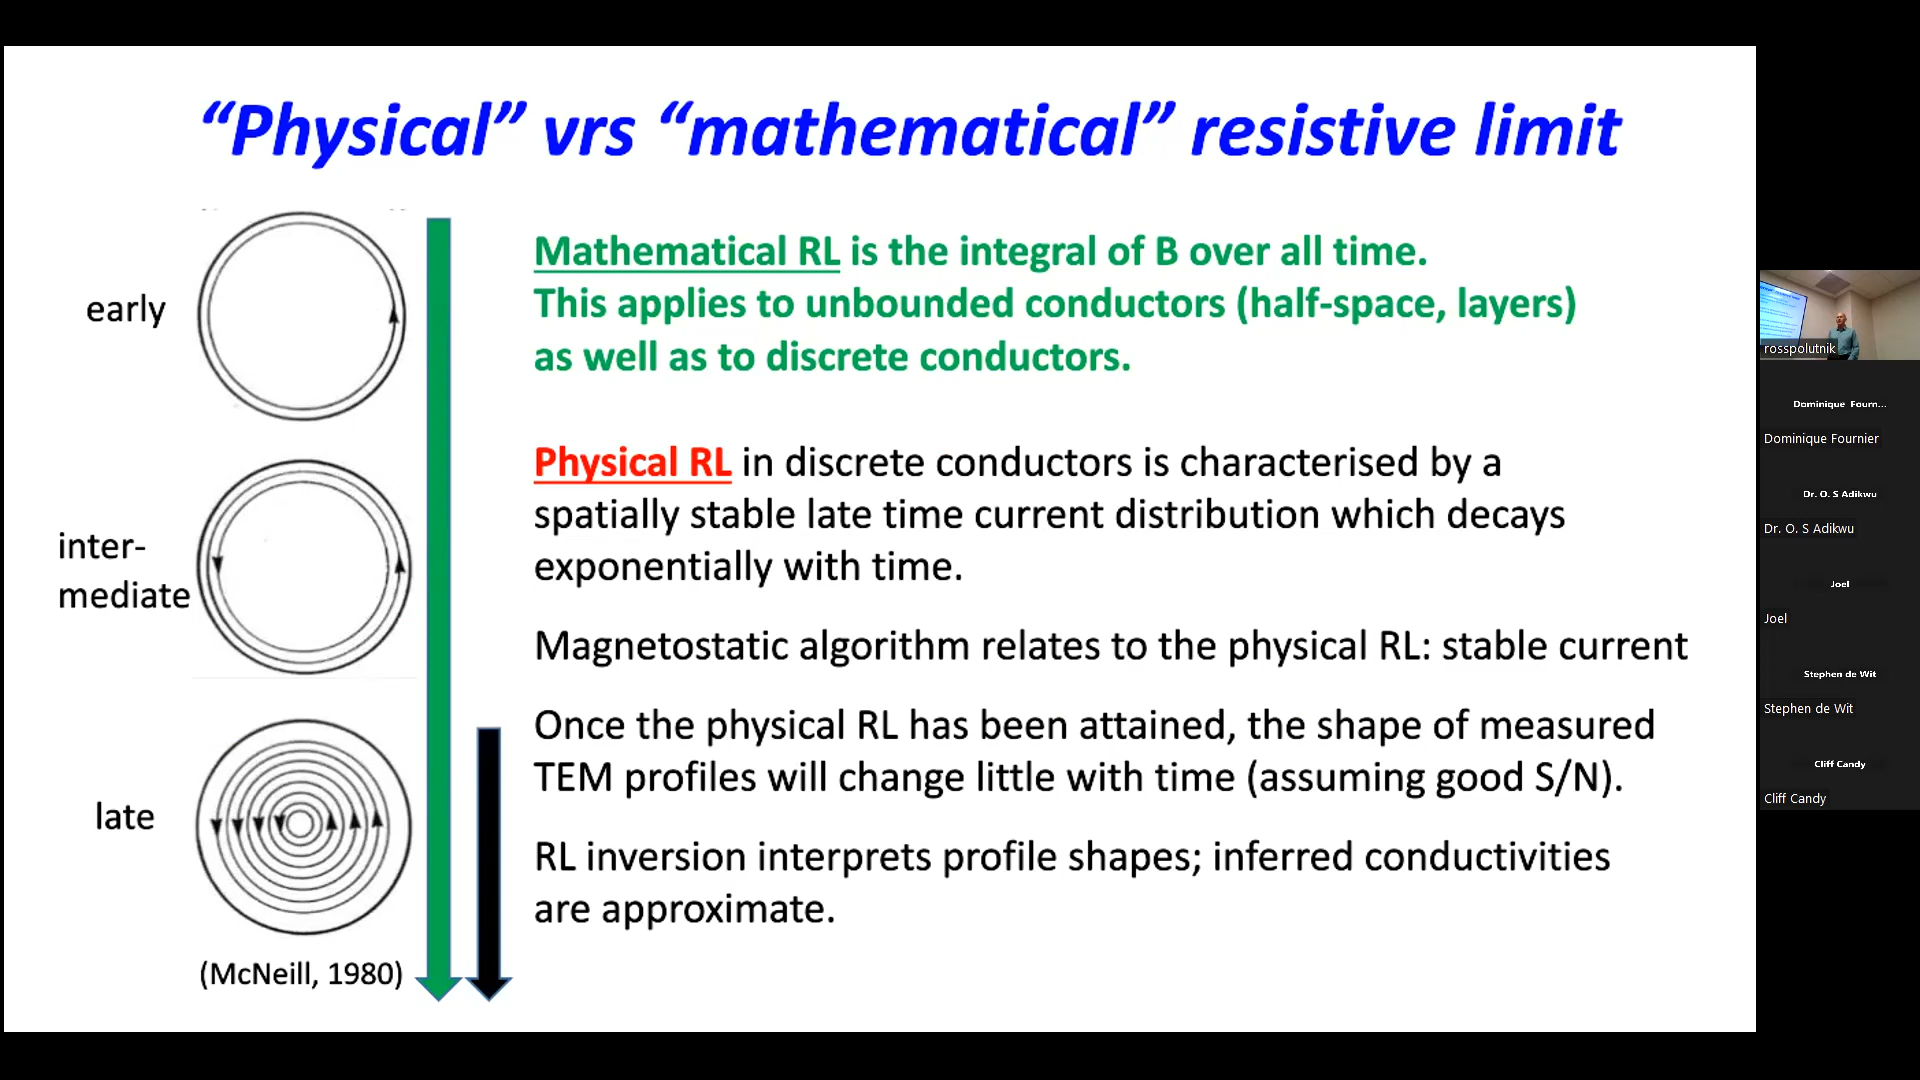 “Physical” vrs “mathematical” resistive limit
early
inter-
mediate
late
(McNeill, 1980)
Mathematical RL is the integral of B over all time.
This applies to unbounded conductors (half-space, layers)
as well as to discrete conductors.
Physical RL in discrete conductors is characterised by a
spatially stable late time current distribution which decays
exponentially with time.
Magnetostatic algorithm relates to the physical RL: stable current
Once the physical RL has been attained, the shape of measured
TEM profiles will change little with time (assuming good S/N).
RL inversion interprets profile shapes; inferred conductivities
are approximate.
rosspolutnik
Dominique Fourn...
Dominique Fournier
Dr. O. S Adikwu
Dr. O. S Adikwu
Joel
Joel
Stephen de Wit
Stephen de Wit
Cliff Candy
Cliff Candy